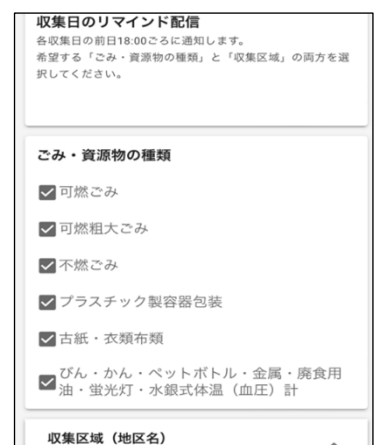 収集日のリマインド配信
各収集日の前日18:00ごろに通知します。
希望する「ごみ・資源物の種類」と「収集区域」の両方を選
択してください。
ごみ・資源物の種類
可燃ごみ
可燃粗大ごみ
不燃ごみ
プラスチック製容器包装
古紙・衣類布類
びん・かん・ペットボトル・金属・廃食用
油・蛍光灯・水銀式体温（血圧）計
収集区域（地区名）